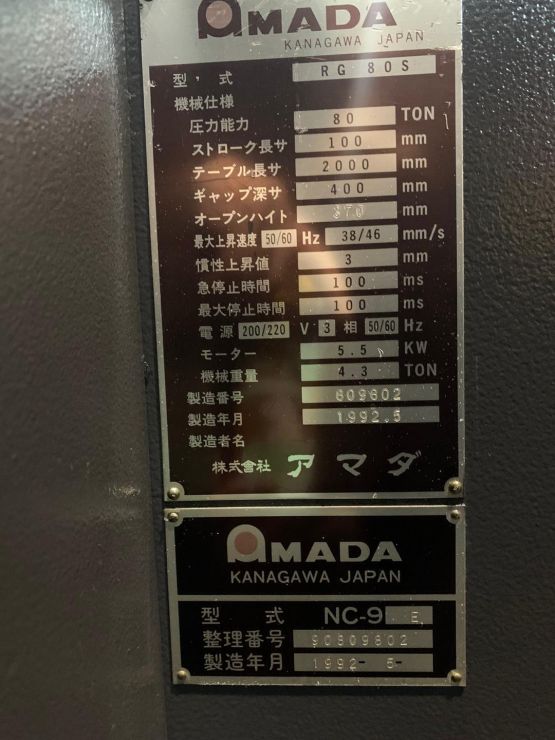 AMADA
KANAGAWA JAPAN
型 式 RG 80S
機械仕様
圧力能力 80 TON
ストローク長サ 100 mm
テーブル長サ 2000 mm
ギャップ深サ 400 mm
オープンハイト 370 mm
最大上昇速度 50/60 Hz 38/46 mm/s
慣性上昇値 3 mm
急停止時間 100 ms
最大停止時間 100 ms
電源 200/220 V 3 相 50/60 Hz
モーター 5.5 KW
機械重量 4.3 TON
製造番号 809802
製造年月 1992.5
製造者名
株式會社 アマダ
AMADA
KANAGAWA JAPAN
型 式 NC-9 E
整理番号 90809802
製造年月 1992-5-